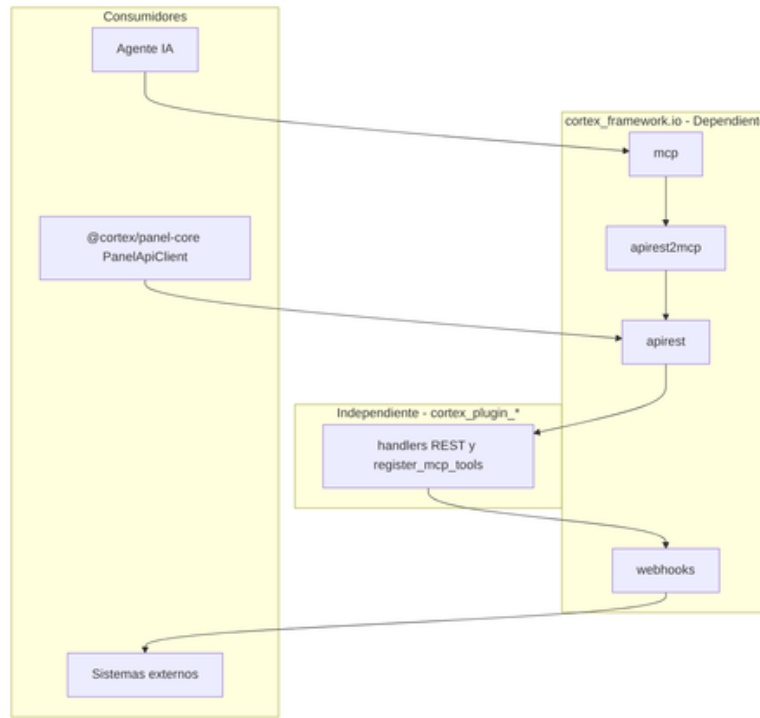 Consumidores
Agente IA
cortex_framework.io - Dependiente
mcp
@cortex/panel-core
PanelApiClient
apirest2mcp
apirest
Independiente - cortex_plugin_*
handlers REST y
register_mcp_tools
webhooks
Sistemas externos